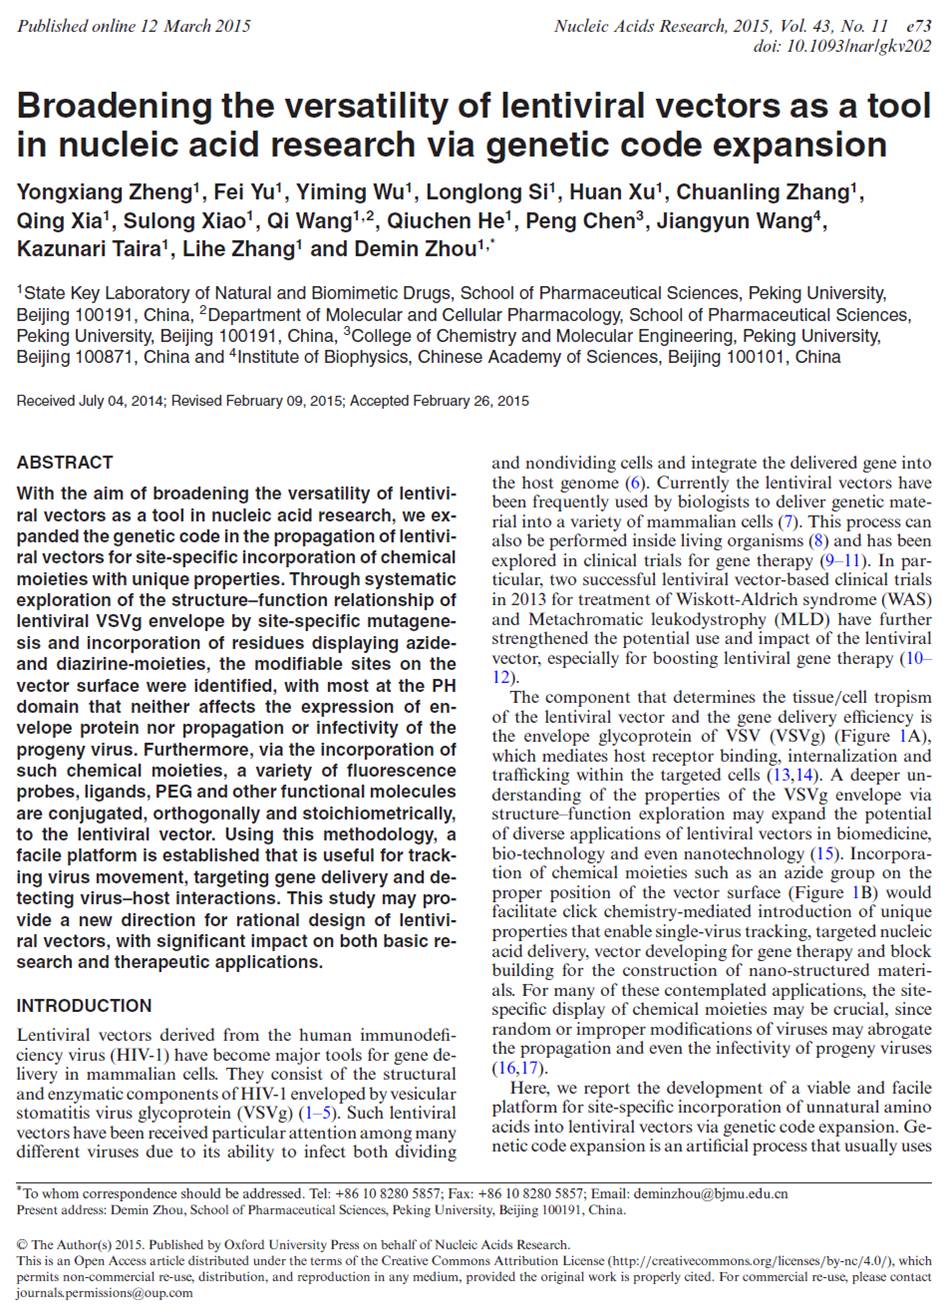 Published online 12 March 2015
Nucleic Acids Research, 2015, Vol. 43, No. 11 e73
doi: 10.1093/nar/gkv202
Broadening the versatility of lentiviral vectors as a tool
in nucleic acid research via genetic code expansion
Yongxiang Zheng1, Fei Yu1, Yiming Wu1, Longlong Si1, Huan Xu1, Chuanling Zhang1,
Qing Xia1, Sulong Xiao1, Qi Wang1,2, Qiuchen He1, Peng Chen3, Jiangyun Wang4,
Kazunari Taira1, Lihe Zhang1 and Demin Zhou1,*
1State Key Laboratory of Natural and Biomimetic Drugs, School of Pharmaceutical Sciences, Peking University,
Beijing 100191, China, 2Department of Molecular and Cellular Pharmacology, School of Pharmaceutical Sciences,
Peking University, Beijing 100191, China, 3College of Chemistry and Molecular Engineering, Peking University,
Beijing 100871, China and 4Institute of Biophysics, Chinese Academy of Sciences, Beijing 100101, China
Received July 04, 2014; Revised February 09, 2015; Accepted February 26, 2015
ABSTRACT
With the aim of broadening the versatility of lentivi-
ral vectors as a tool in nucleic acid research, we ex-
panded the genetic code in the propagation of lentivi-
ral vectors for site-specific incorporation of chemical
moieties with unique properties. Through systematic
exploration of the structure–function relationship of
lentiviral VSVg envelope by site-specific mutagene-
sis and incorporation of residues displaying azide-
and diazirine-moieties, the modifiable sites on the
vector surface were identified, with most at the PH
domain that neither affects the expression of en-
velope protein nor propagation or infectivity of the
progeny virus. Furthermore, via the incorporation of
such chemical moieties, a variety of fluorescence
probes, ligands, PEG and other functional molecules
are conjugated, orthogonally and stoichiometrically,
to the lentiviral vector. Using this methodology, a
facile platform is established that is useful for track-
ing virus movement, targeting gene delivery and de-
tecting virus–host interactions. This study may pro-
vide a new direction for rational design of lentivi-
ral vectors, with significant impact on both basic re-
search and therapeutic applications.
INTRODUCTION
Lentiviral vectors derived from the human immunodefi-
ciency virus (HIV-1) have become major tools for gene de-
livery in mammalian cells. They consist of the structural
and enzymatic components of HIV-1 enveloped by vesicular
stomatitis virus glycoprotein (VSVg) (1–5). Such lentiviral
vectors have been received particular attention among many
different viruses due to its ability to infect both dividing
and nondividing cells and integrate the delivered gene into
the host genome (6). Currently the lentiviral vectors have
been frequently used by biologists to deliver genetic mate-
rial into a variety of mammalian cells (7). This process can
also be performed inside living organisms (8) and has been
explored in clinical trials for gene therapy (9–11). In par-
ticular, two successful lentiviral vector-based clinical trials
in 2013 for treatment of Wiskott-Aldrich syndrome (WAS)
and Metachromatic leukodystrophy (MLD) have further
strengthened the potential use and impact of the lentiviral
vector, especially for boosting lentiviral gene therapy (10–
12).
The component that determines the tissue/cell tropism
of the lentiviral vector and the gene delivery efficiency is
the envelope glycoprotein of VSV (VSVg) (Figure 1A),
which mediates host receptor binding, internalization and
trafficking within the targeted cells (13,14). A deeper un-
derstanding of the properties of the VSVg envelope via
structure–function exploration may expand the potential
of diverse applications of lentiviral vectors in biomedicine,
bio-technology and even nanotechnology (15). Incorpora-
tion of chemical moieties such as an azide group on the
proper position of the vector surface (Figure 1B) would
facilitate click chemistry-mediated introduction of unique
properties that enable single-virus tracking, targeted nucleic
acid delivery, vector developing for gene therapy and block
building for the construction of nano-structured materi-
als. For many of these contemplated applications, the site-
specific display of chemical moieties may be crucial, since
random or improper modifications of viruses may abrogate
the propagation and even the infectivity of progeny viruses
(16,17).
Here, we report the development of a viable and facile
platform for site-specific incorporation of unnatural amino
acids into lentiviral vectors via genetic code expansion. Ge-
netic code expansion is an artificial process that usually uses
*To whom correspondence should be addressed. Tel: +86 10 8280 5857; Fax: +86 10 8280 5857; Email: deminzhou@bjmu.edu.cn
Present address: Demin Zhou, School of Pharmaceutical Sciences, Peking University, Beijing 100191, China.
© The Author(s) 2015. Published by Oxford University Press on behalf of Nucleic Acids Research.
This is an Open Access article distributed under the terms of the Creative Commons Attribution License (http://creativecommons.org/licenses/by-nc/4.0/), which
permits non-commercial re-use, distribution, and reproduction in any medium, provided the original work is properly cited. For commercial re-use, please contact
journals.permissions@oup.com